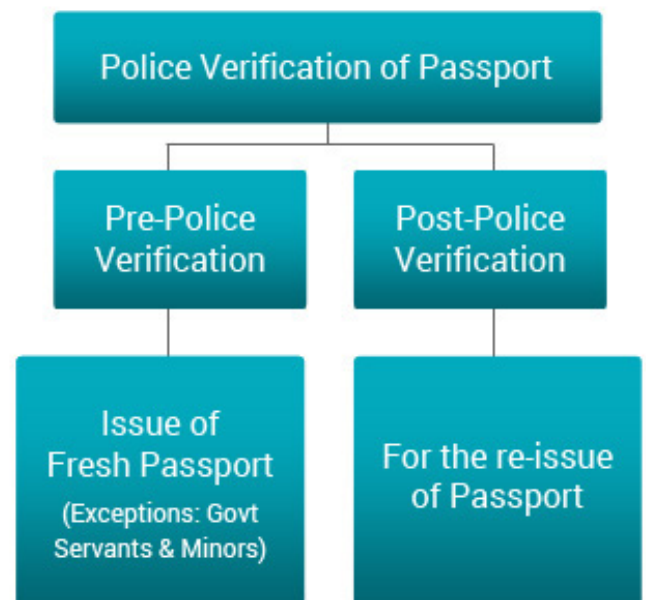 Police Verification of Passport
Pre-Police
Verification
Post-Police
Verification
Issue of
Fresh Passport
(Exceptions: Govt
Servants & Minors)
For the re-issue
of Passport